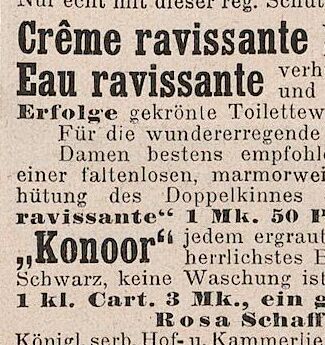 Nur echt mit dieser reg. Schut
Crême ravissante
Eau ravissante verh
und
Erfolge gekrönte Toilettew
Für die wundererregende
Damen bestens empfohle
einer faltenlosen, marmorwei
hütung des Doppelkinnes
ravissante“ 1 Mk. 50 P
„Konoor“ jedem ergraut
herrlichstes B
Schwarz, keine Waschung ist
1 kl. Cart. 3 Mk., ein g
Rosa Schaff
Königl. serb. Hof- u. Kammerlie